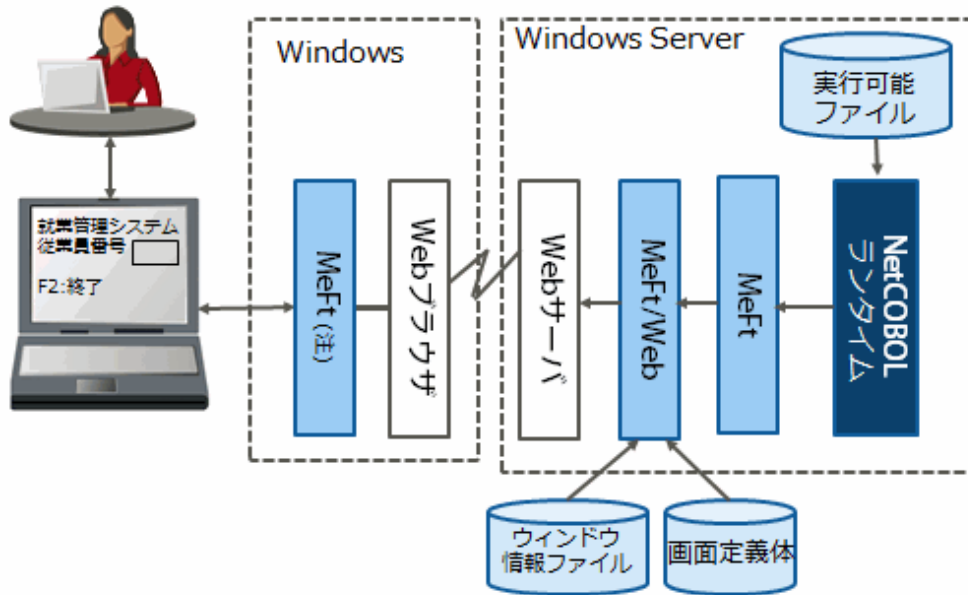 Windows
Windows Server
実行可能
ファイル
就業管理システム
従業員番号
F2:終了
MeFt (注)
Webブラウザ
Webサーバ
MeFt/Web
MeFt
NetCOBOL
ランタイム
ウィンドウ
情報ファイル
画面定義体